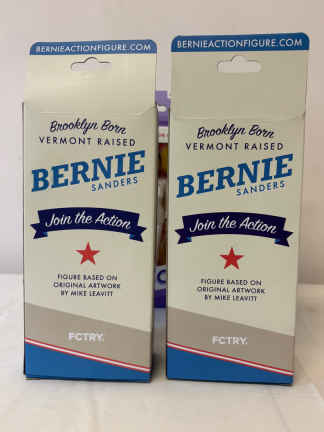 BERNIEACTIONFIGURE.COM
Brooklyn Born
VERMONT RAISED
BERNIE
SANDERS
Join the Action
FIGURE BASED ON
ORIGINAL ARTWORK
BY MIKE LEAVITT
FCTRY.
BERNIEACTIONFIGURE.COM
Brooklyn Born
VERMONT RAISED
BERNIE
SANDERS
Join the Action
FIGURE BASED ON
ORIGINAL ARTWORK
BY MIKE LEAVITT
FCTRY.